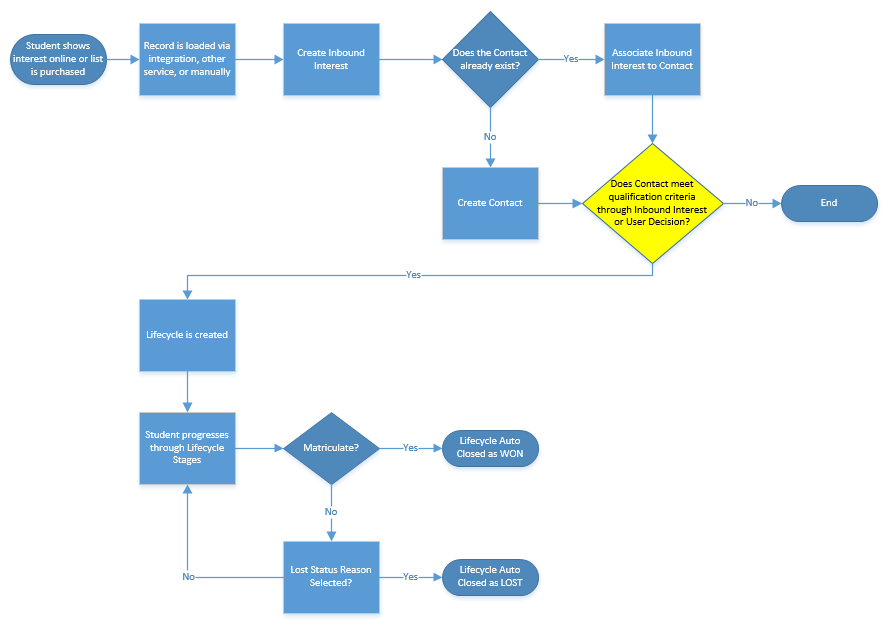 Student shows
interest online or list
is purchased
Record is loaded via
integration, other
service, or manually
Create Inbound
Interest
Does the Contact
already exist?
Yes
Associate Inbound
Interest to Contact
No
Create Contact
Does Contact meet
qualification criteria
through Inbound Interest
or User Decision?
No
End
Yes
Lifecycle is created
Student progresses
through Lifecycle
Stages
Matriculate?
Yes
Lifecycle Auto
Closed as WON
No
Lost Status Reason
Selected?
No
Yes
Lifecycle Auto
Closed as LOST